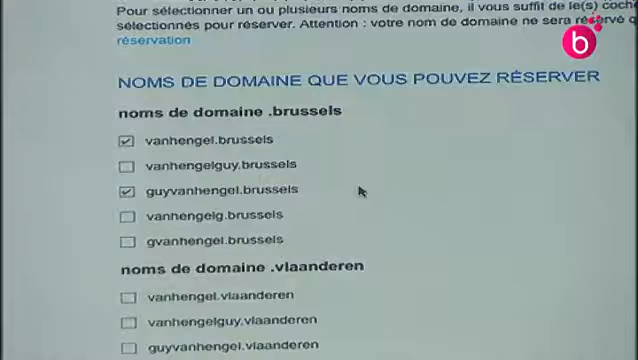 Pour sélectionner un ou plusieurs noms de domaine, il vous suffit de le(s) coche
sélectionnés pour réserver. Attention : votre nom de domaine ne sera réservé q
réservation
b
NOMS DE DOMAINE QUE VOUS POUVEZ RÉSERVER
noms de domaine .brussels
vanhengel.brussels
vanhengelguy.brussels
guyvanhengel.brussels
vanhengelg.brussels
gvanhengel.brussels
noms de domaine .vlaanderen
vanhengel.vlaanderen
vanhengelguy.vlaanderen
guyvanhengel.vlaanderen